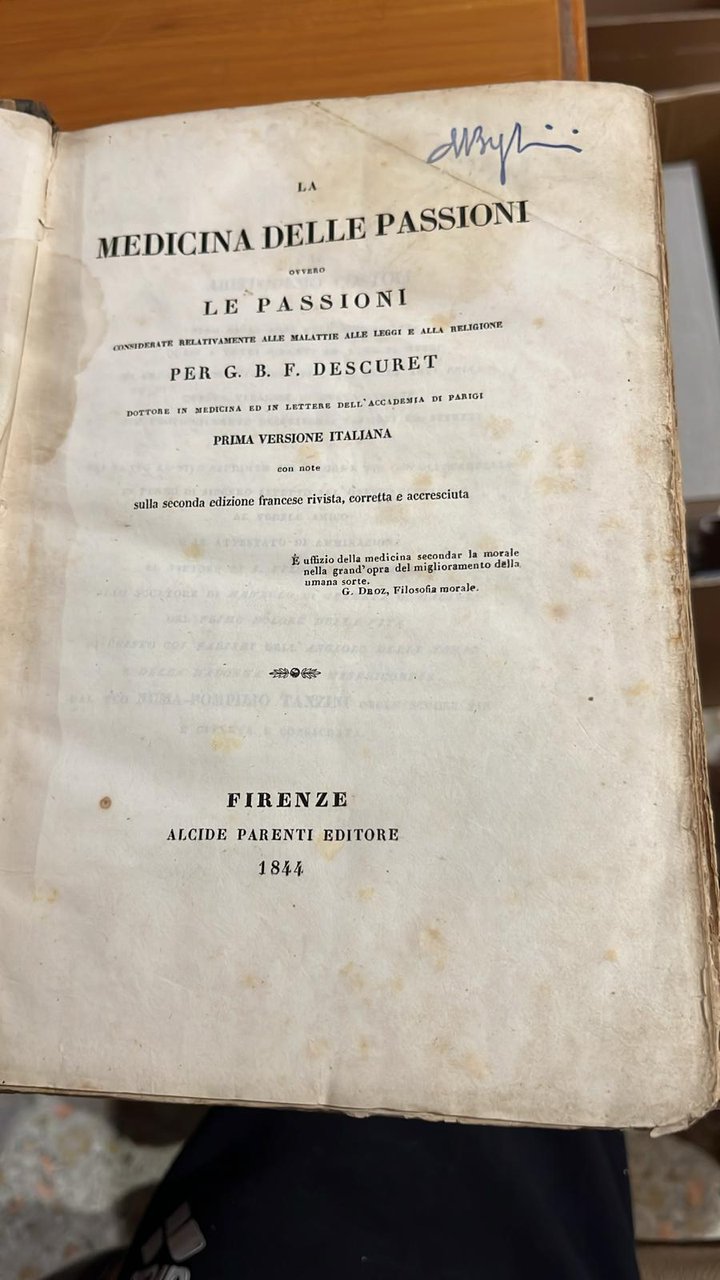 LA
MEDICINA DELLE PASSIONI
OVVERO
LE PASSIONI
CONSIDERATE RELATIVAMENTE ALLE MALATTIE ALLE LEGGI E ALLA RELIGIONE
PER G. B. F. DESCURET
DOTTORE IN MEDICINA ED IN LETTERE DELL'ACCADEMIA DI PARIGI
PRIMA VERSIONE ITALIANA
con note
sulla seconda edizione francese rivista, corretta e accresciuta
È uffizio della medicina secondar la morale
nella grand'opra del miglioramento della
umana sorte.
G. DROZ, Filosofia morale.
FIRENZE
ALCIDE PARENTI EDITORE
1844